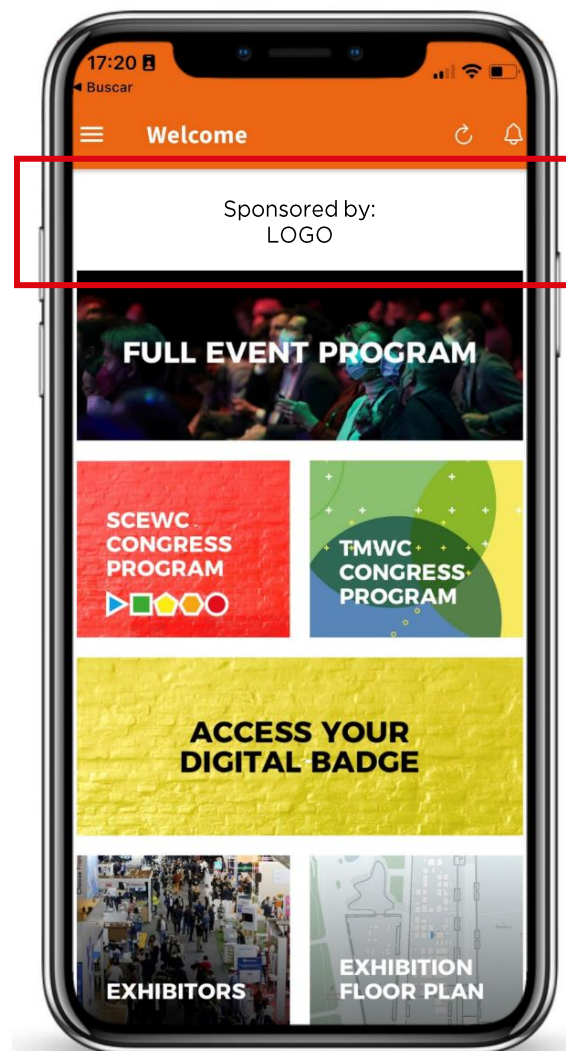 17:20
Buscar
Welcome
Sponsored by:
LOGO
FULL EVENT PROGRAM
SCEWC
CONGRESS
PROGRAM
TMWC
CONGRESS
PROGRAM
ACCESS YOUR
DIGITAL BADGE
EXHIBITORS
EXHIBITION
FLOOR PLAN